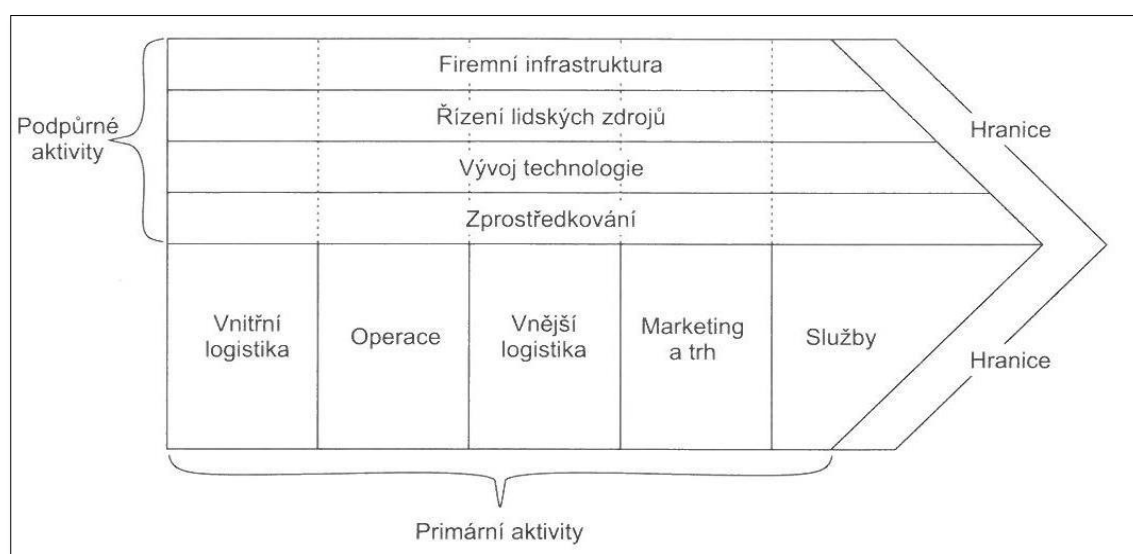 Podpůrné
aktivity
Firemní infrastruktura
Řízení lidských zdrojů
Vývoj technologie
Zprostředkování
Hranice
Vnitřní
logistika
Operace
Vnější
logistika
Marketing
a trh
Služby
Hranice
Primární aktivity